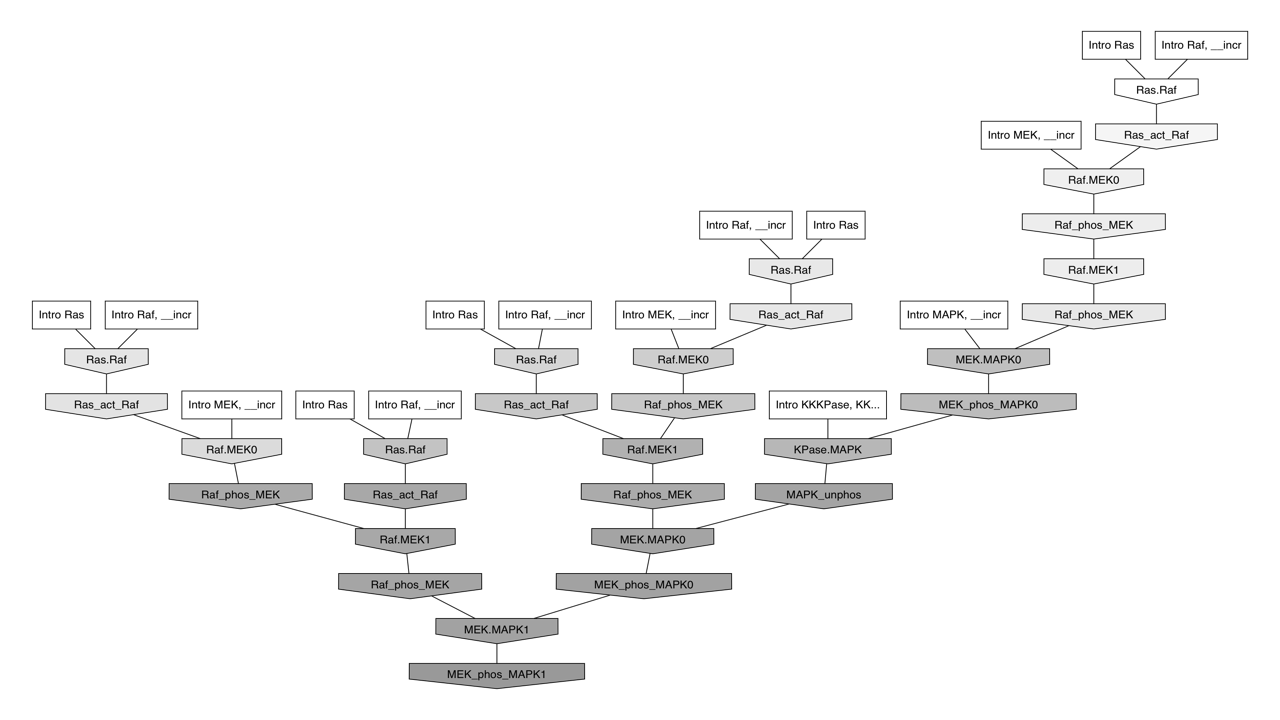 Intro Ras
Intro Raf, __incr
Ras.Raf
Intro MEK, __incr
Ras_act_Raf
Raf.MEK0
Intro Raf, __incr
Intro Ras
Raf_phos_MEK
Ras.Raf
Raf.MEK1
Intro Ras
Intro Raf, __incr
Intro Ras
Intro Raf, __incr
Intro MEK, __incr
Ras_act_Raf
Intro MAPK, __incr
Raf_phos_MEK
Ras.Raf
Ras.Raf
Raf.MEK0
MEK.MAPK0
Ras_act_Raf
Intro MEK, __incr
Intro Ras
Intro Raf, __incr
Ras_act_Raf
Raf_phos_MEK
Intro KKKPase, KK...
MEK_phos_MAPK0
Raf.MEK0
Ras.Raf
Raf.MEK1
KPase.MAPK
Raf_phos_MEK
Ras_act_Raf
Raf_phos_MEK
MAPK_unphos
Raf.MEK1
MEK.MAPK0
Raf_phos_MEK
MEK_phos_MAPK0
MEK.MAPK1
MEK_phos_MAPK1